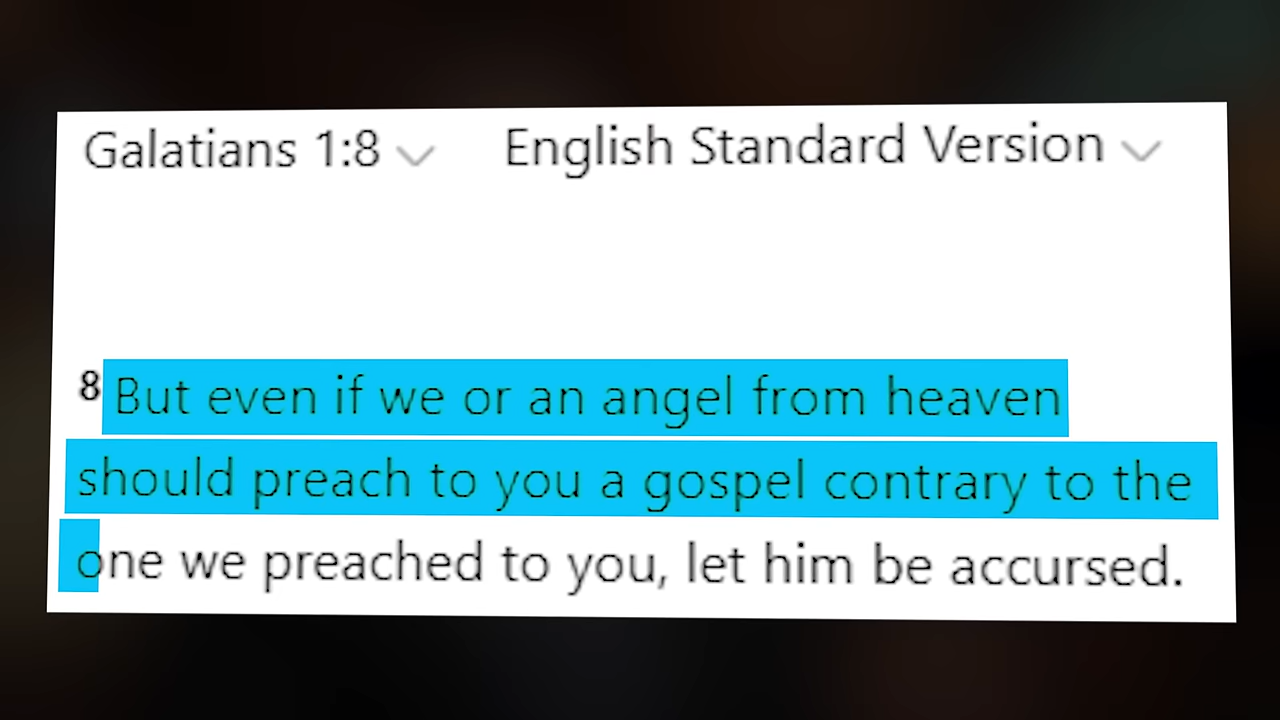 Galatians 1:8 English Standard Version
8 But even if we or an angel from heaven
should preach to you a gospel contrary to the
one we preached to you, let him be accursed.